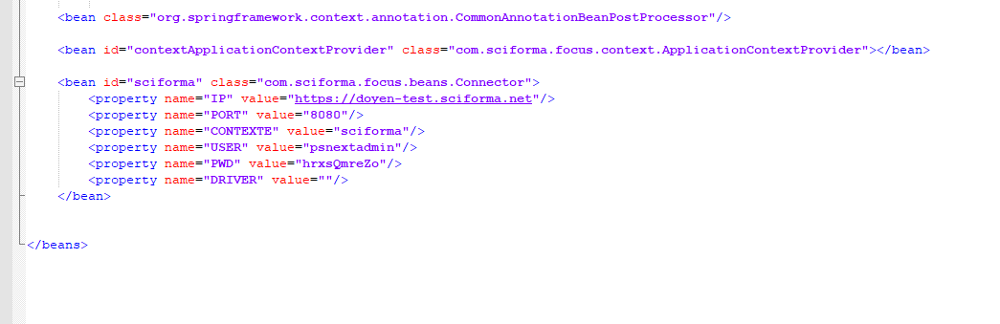 <bean class="org.springframework.context.annotation.CommonAnnotationBeanPostProcessor"/>
<bean id="contextApplicationContextProvider" class="com.sciforma.focus.context.ApplicationContextProvider"></bean>
<bean id="sciforma" class="com.sciforma.focus.beans.Connector">
<property name="IP" value="https://doyen-test.sciforma.net"/>
<property name="PORT" value="8080"/>
<property name="CONTEXTE" value="sciforma"/>
<property name="USER" value="psnextadmin"/>
<property name="PWD" value="hrxsQmreZo"/>
<property name="DRIVER" value=""/>
</bean>
</beans>